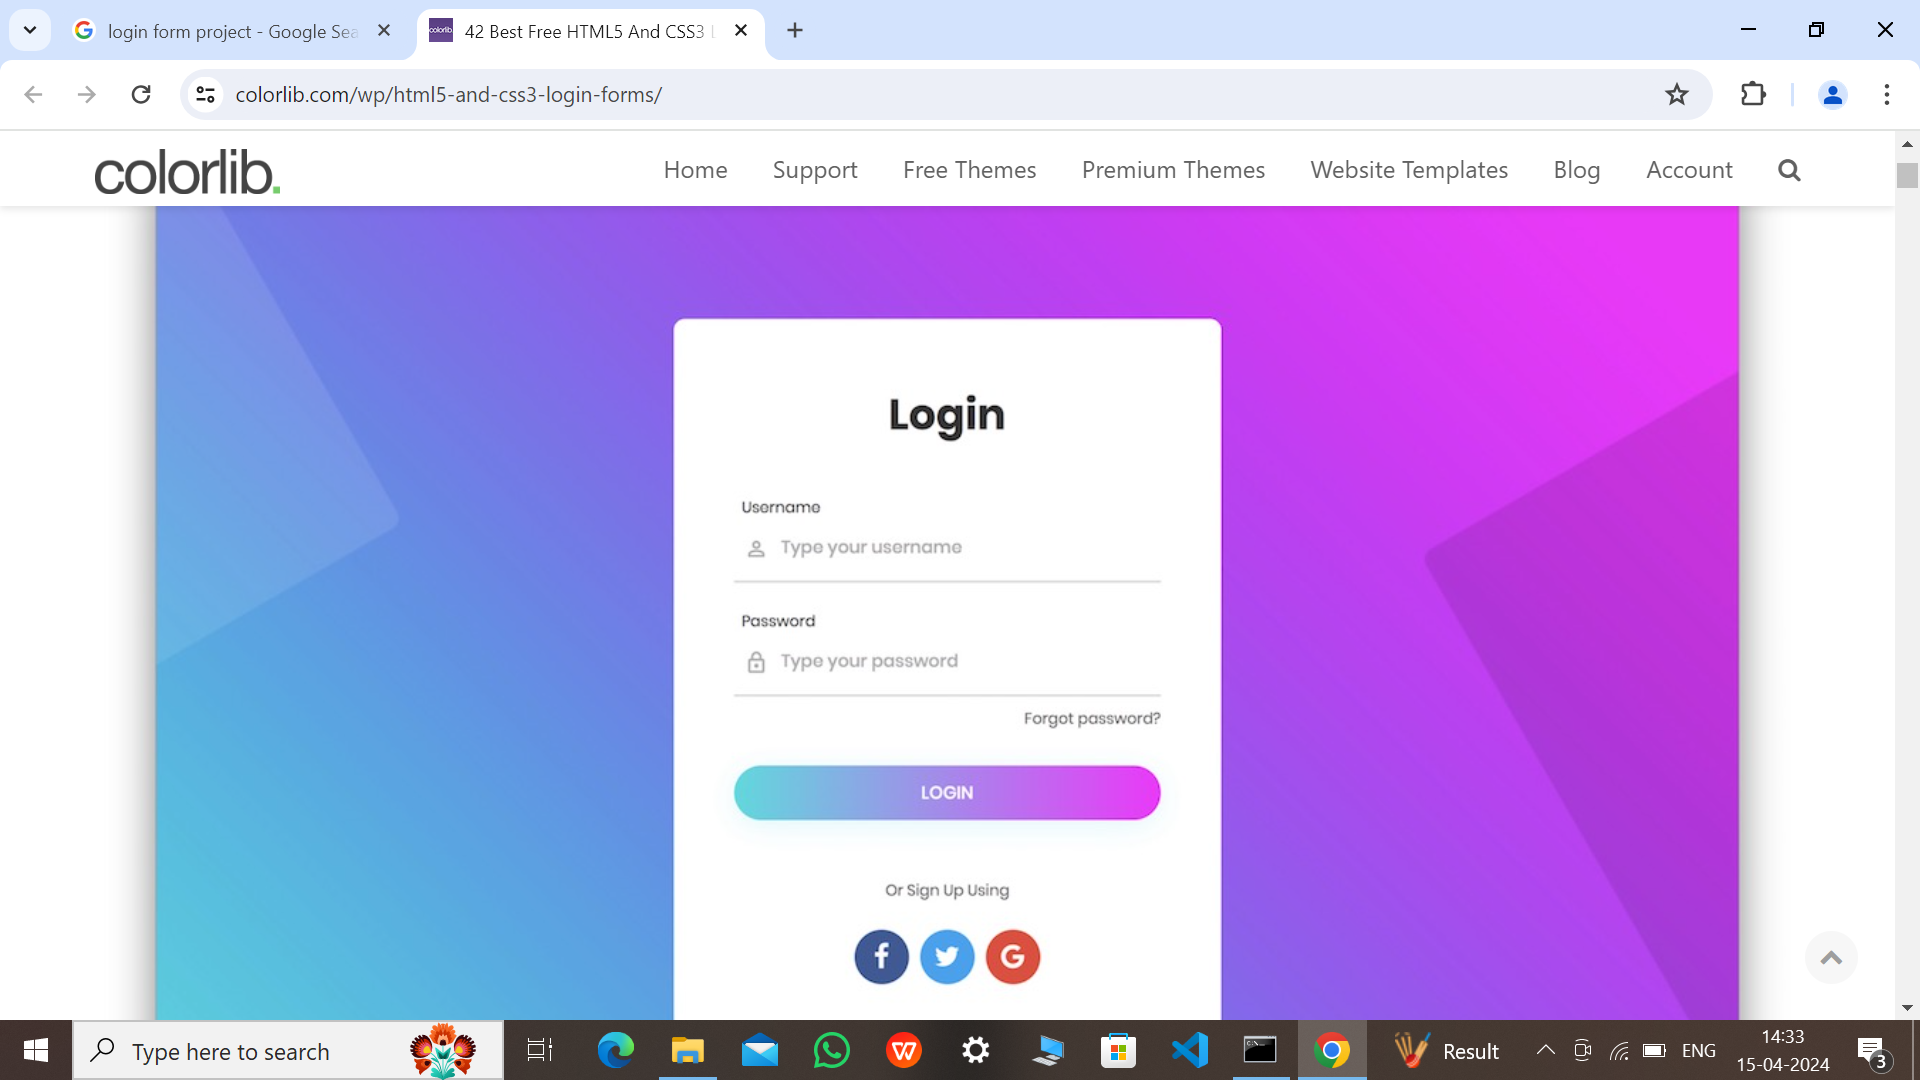 login form project - Google Sea
42 Best Free HTML5 And CSS3 L
colorlib.com/wp/html5-and-css3-login-forms/
colorlib.
Home Support Free Themes Premium Themes Website Templates Blog Account
Login
Username
Type your username
Password
Type your password
Forgot password?
LOGIN
Or Sign Up Using
Type here to search
Result
ENG
14:33
15-04-2024
3